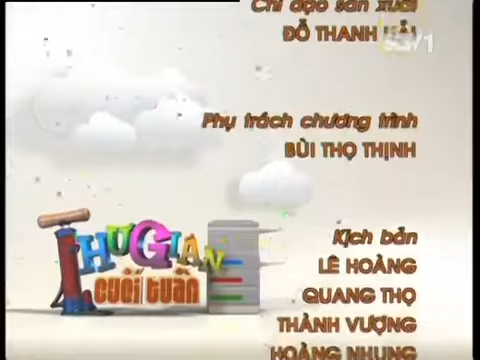 Chỉ đạo sản xuất
ĐỖ THANH HẢI
Phụ trách chương trình
BÙI THỌ THỊNH
Kịch bản
LÊ HOÀNG
QUANG THỌ
THÀNH VƯỢNG
HOÀNG NHUNG
THƯ GIÃN
cuối tuần